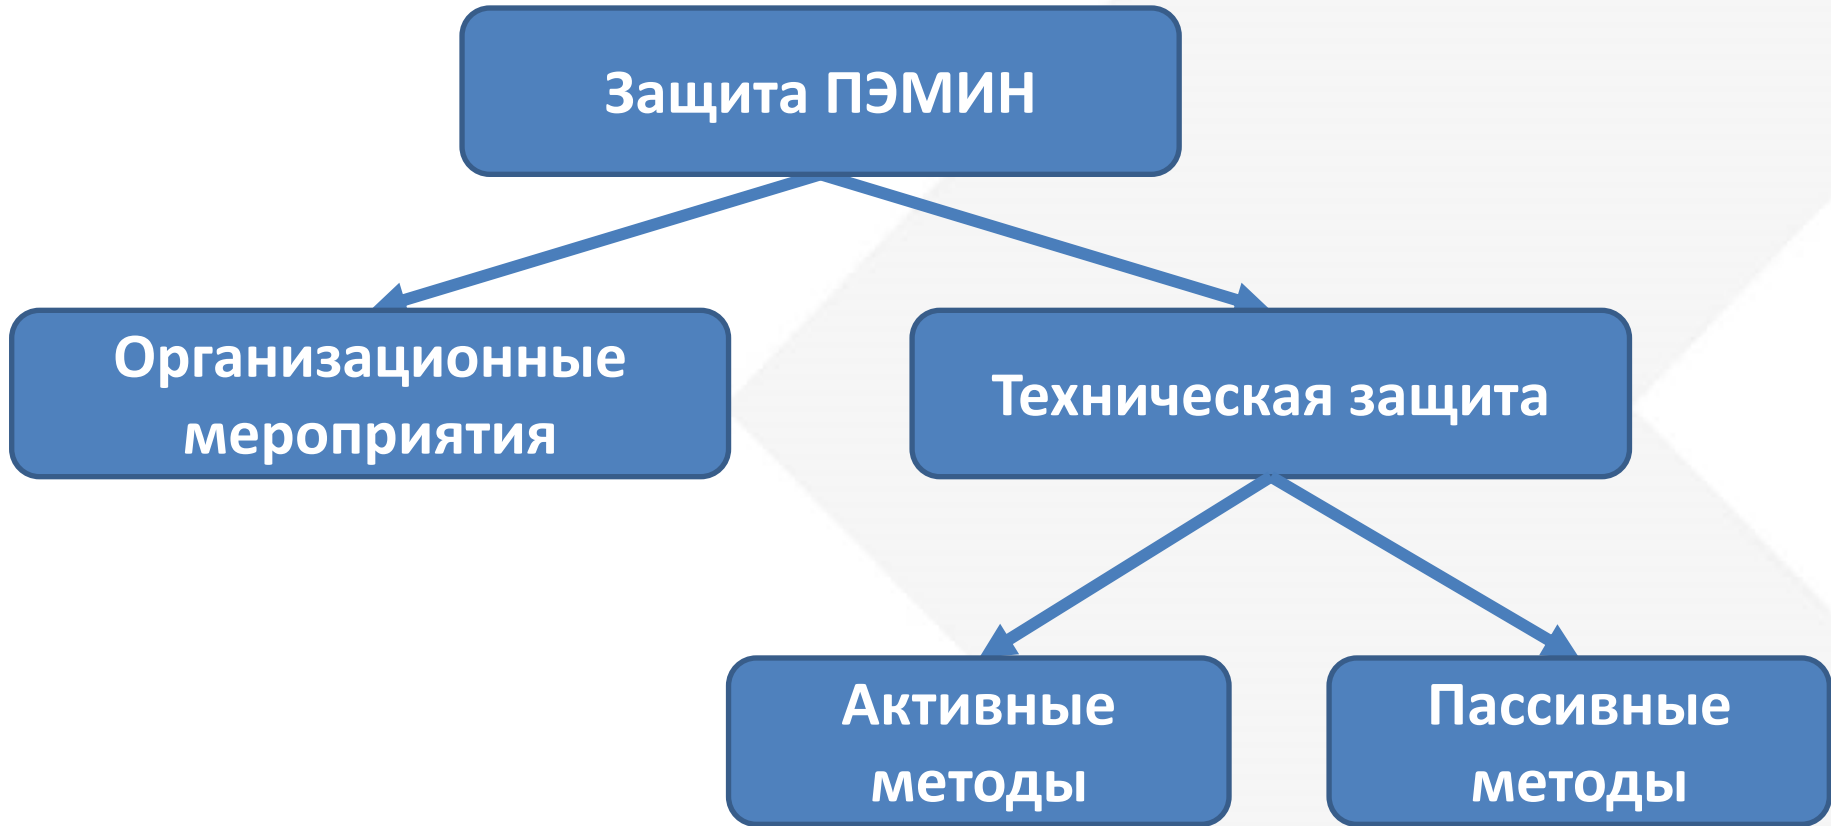 Защита ПЭМИН
Организационные
мероприятия
Техническая защита
Активные
методы
Пассивные
методы